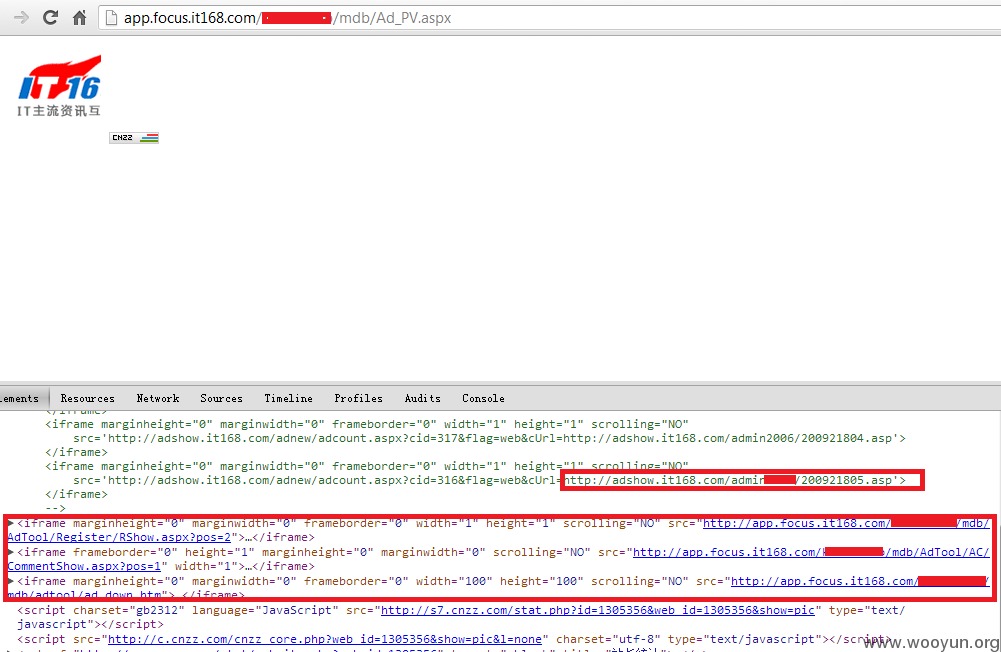 app.focus.it168.com/ /mdb/Ad_PV.aspx
IT16
IT主流资讯互
CNZZ
ements Resources Network Sources Timeline Profiles Audits Console
</iframe>
<iframe marginheight="0" marginwidth="0" frameborder="0" width="1" height="1" scrolling="NO"
src='http://adshow.it168.com/adnew/adcount.aspx?cid=317&flag=web&cUrl=http://adshow.it168.com/admin2006/200921804.asp'>
</iframe>
<iframe marginheight="0" marginwidth="0" frameborder="0" width="1" height="1" scrolling="NO"
src='http://adshow.it168.com/adnew/adcount.aspx?cid=316&flag=web&cUrl=http://adshow.it168.com/admin /200921805.asp'>
</iframe>
-->
▶<iframe marginheight="0" marginwidth="0" frameborder="0" width="1" height="1" scrolling="NO" src="http://app.focus.it168.com/ /mdb/
AdTool/Register/RShow.aspx?pos=2">…</iframe>
▶<iframe frameborder="0" height="1" marginheight="0" marginwidth="0" scrolling="NO" src="http://app.focus.it168.com/ /mdb/AdTool/AC/
CommentShow.aspx?pos=1" width="1">…</iframe>
▶<iframe marginheight="0" marginwidth="0" frameborder="0" width="100" height="100" scrolling="NO" src="http://app.focus.it168.com/ /
mdb/adtool/ad_down.htm">…</iframe>
<script charset="gb2312" language="JavaScript" src="http://s7.cnzz.com/stat.php?id=1305356&web_id=1305356&show=pic" type="text/
javascript"></script>
<script src="http://c.cnzz.com/cnzz_core.php?web_id=1305356&show=pic&l=none" charset="utf-8" type="text/javascript"></script>
www.wooyun.org